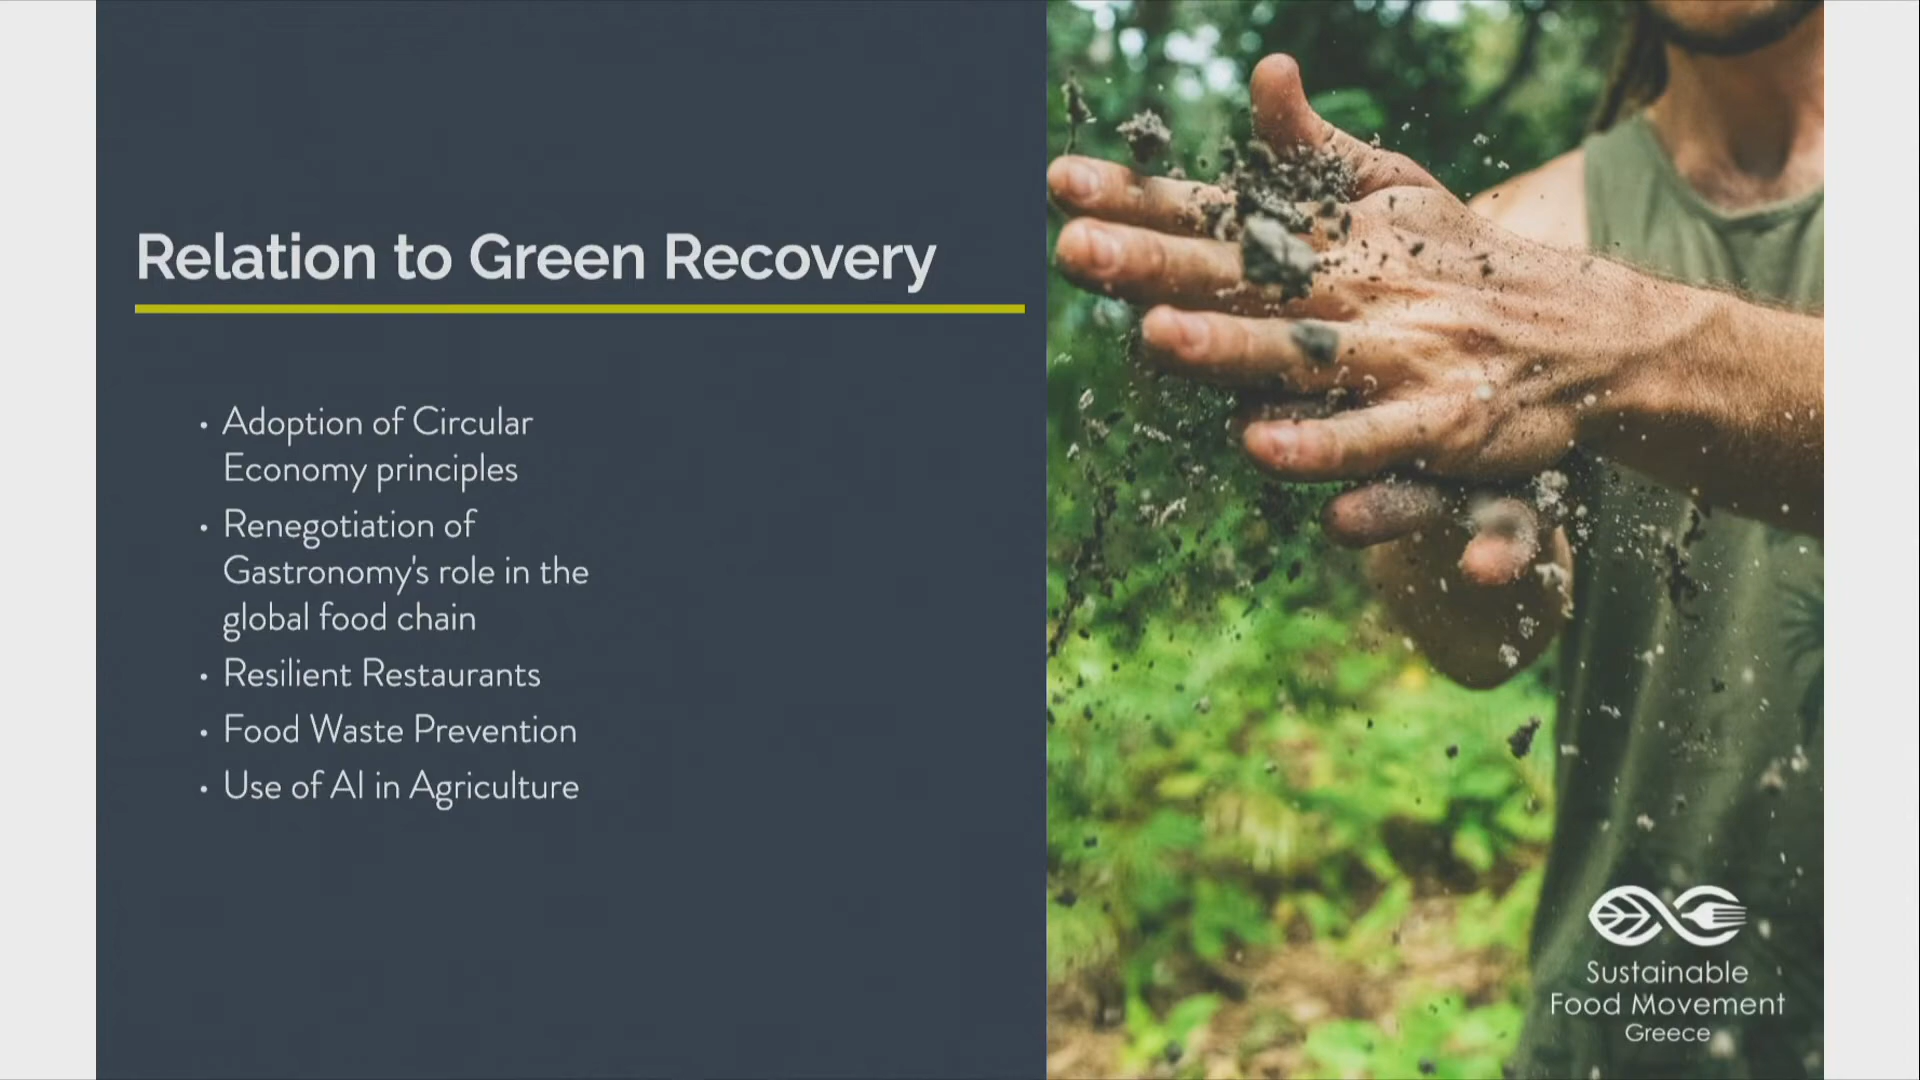 Relation to Green Recovery
• Adoption of Circular
Economy principles
• Renegotiation of
Gastronomy's role in the
global food chain
• Resilient Restaurants
• Food Waste Prevention
• Use of AI in Agriculture
Sustainable
Food Movement
Greece